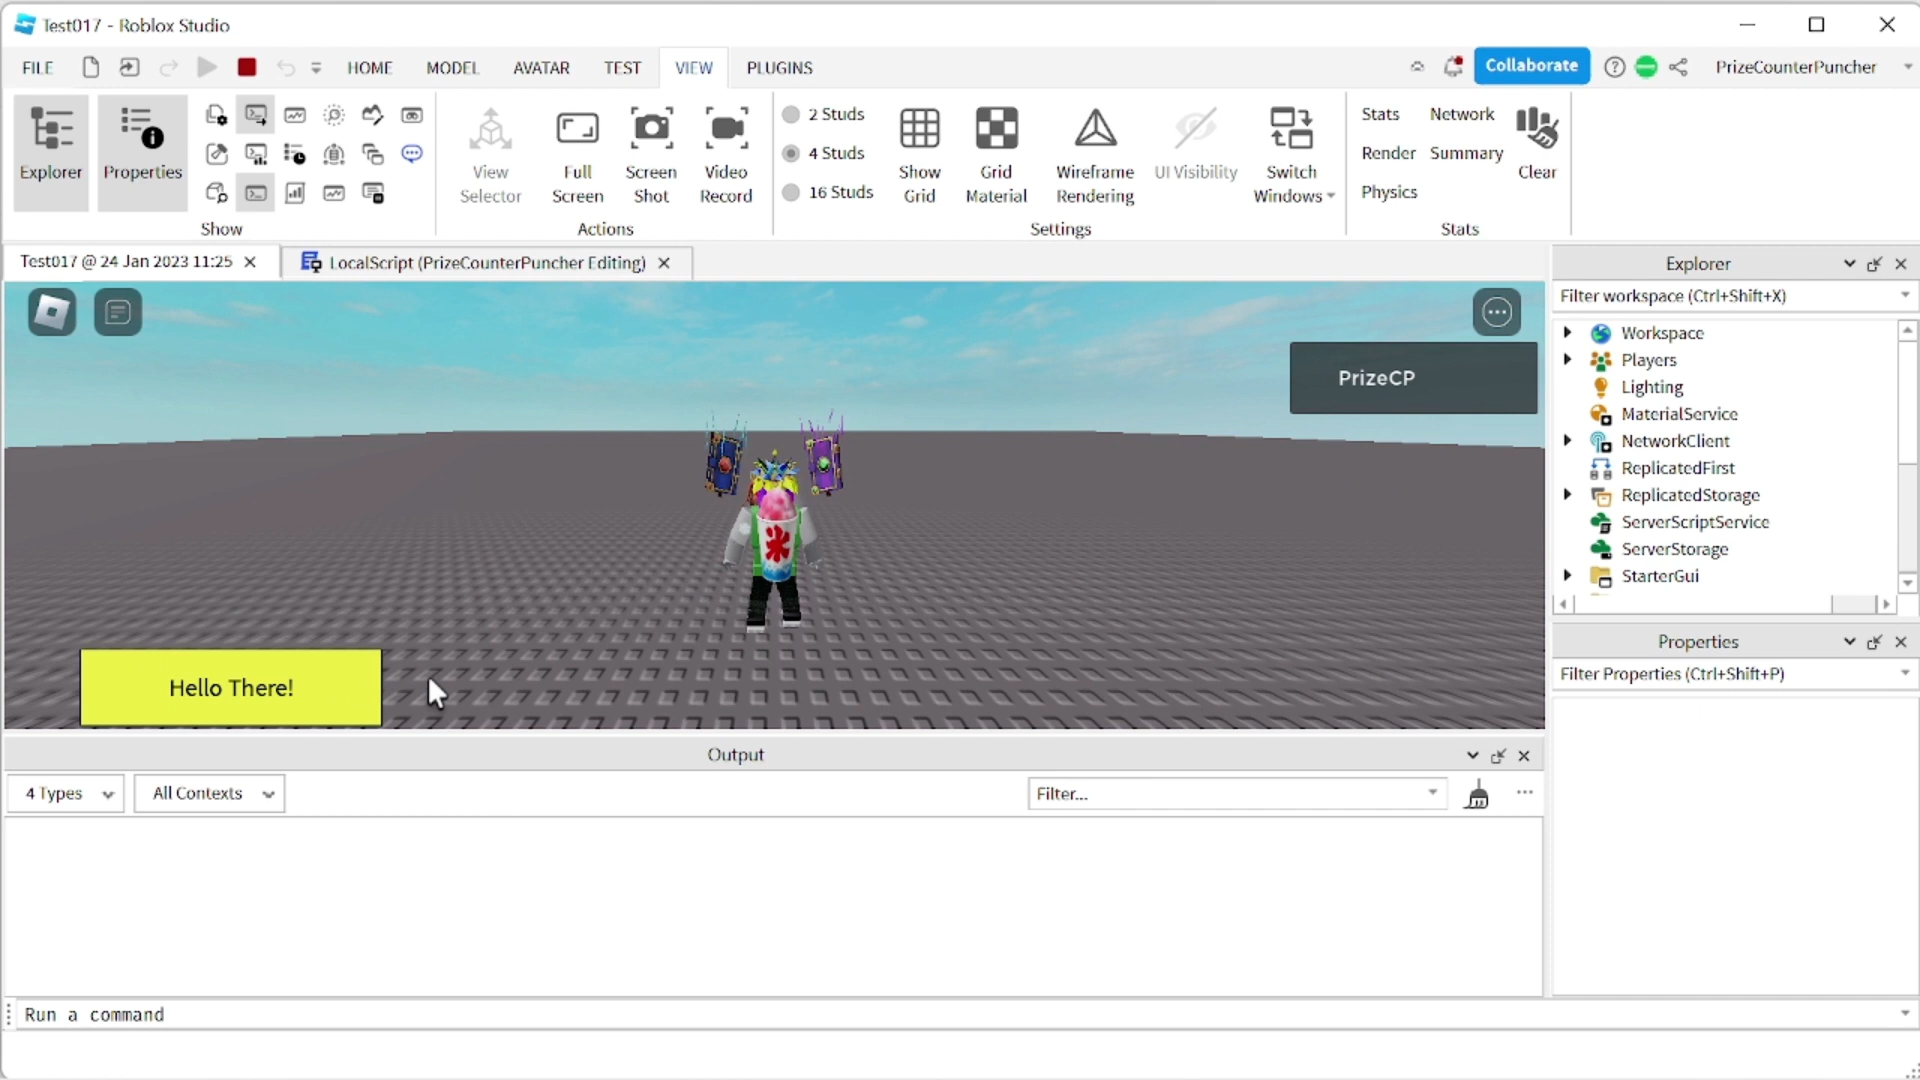 Test017 - Roblox Studio
FILE HOME MODEL AVATAR TEST VIEW PLUGINS Collaborate PrizeCounterPuncher
Explorer
Properties
View Selector
Full Screen
Screen Shot
Video Record
2 Studs
4 Studs
16 Studs
Show Grid
Grid Material
Wireframe Rendering
UI Visibility
Switch Windows
Stats Network
Render Summary
Physics
Clear
Show Actions Settings Stats
Test017 @ 24 Jan 2023 11:25
LocalScript (PrizeCounterPuncher Editing)
PrizeCP
氷
Hello There!
Explorer
Filter workspace (Ctrl+Shift+X)
Workspace
Players
Lighting
MaterialService
NetworkClient
ReplicatedFirst
ReplicatedStorage
ServerScriptService
ServerStorage
StarterGui
Properties
Filter Properties (Ctrl+Shift+P)
Output
4 Types All Contexts Filter...
Run a command